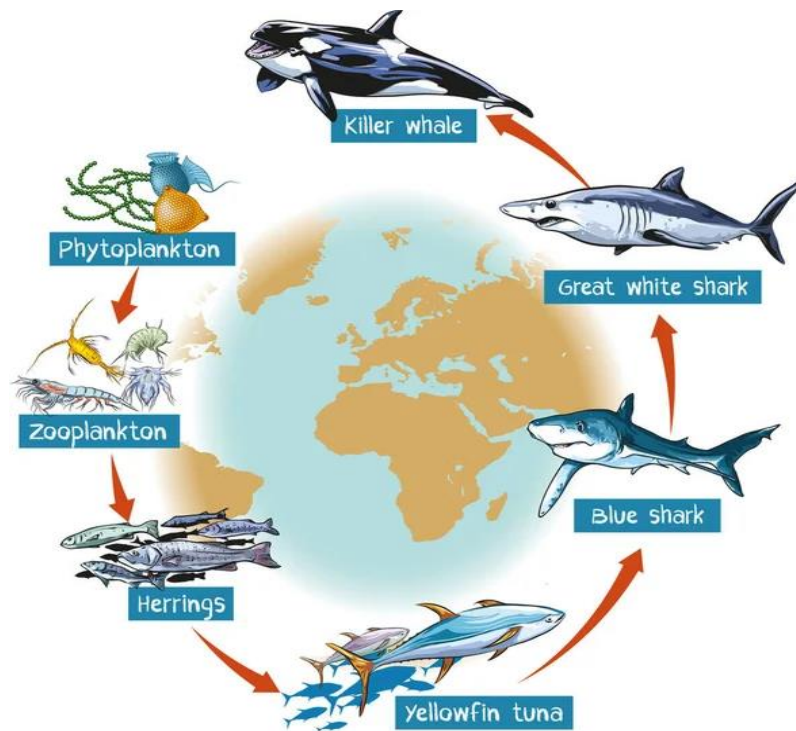 Killer whale
Phytoplankton
Great white shark
Zooplankton
Blue shark
Herrings
Yellowfin tuna